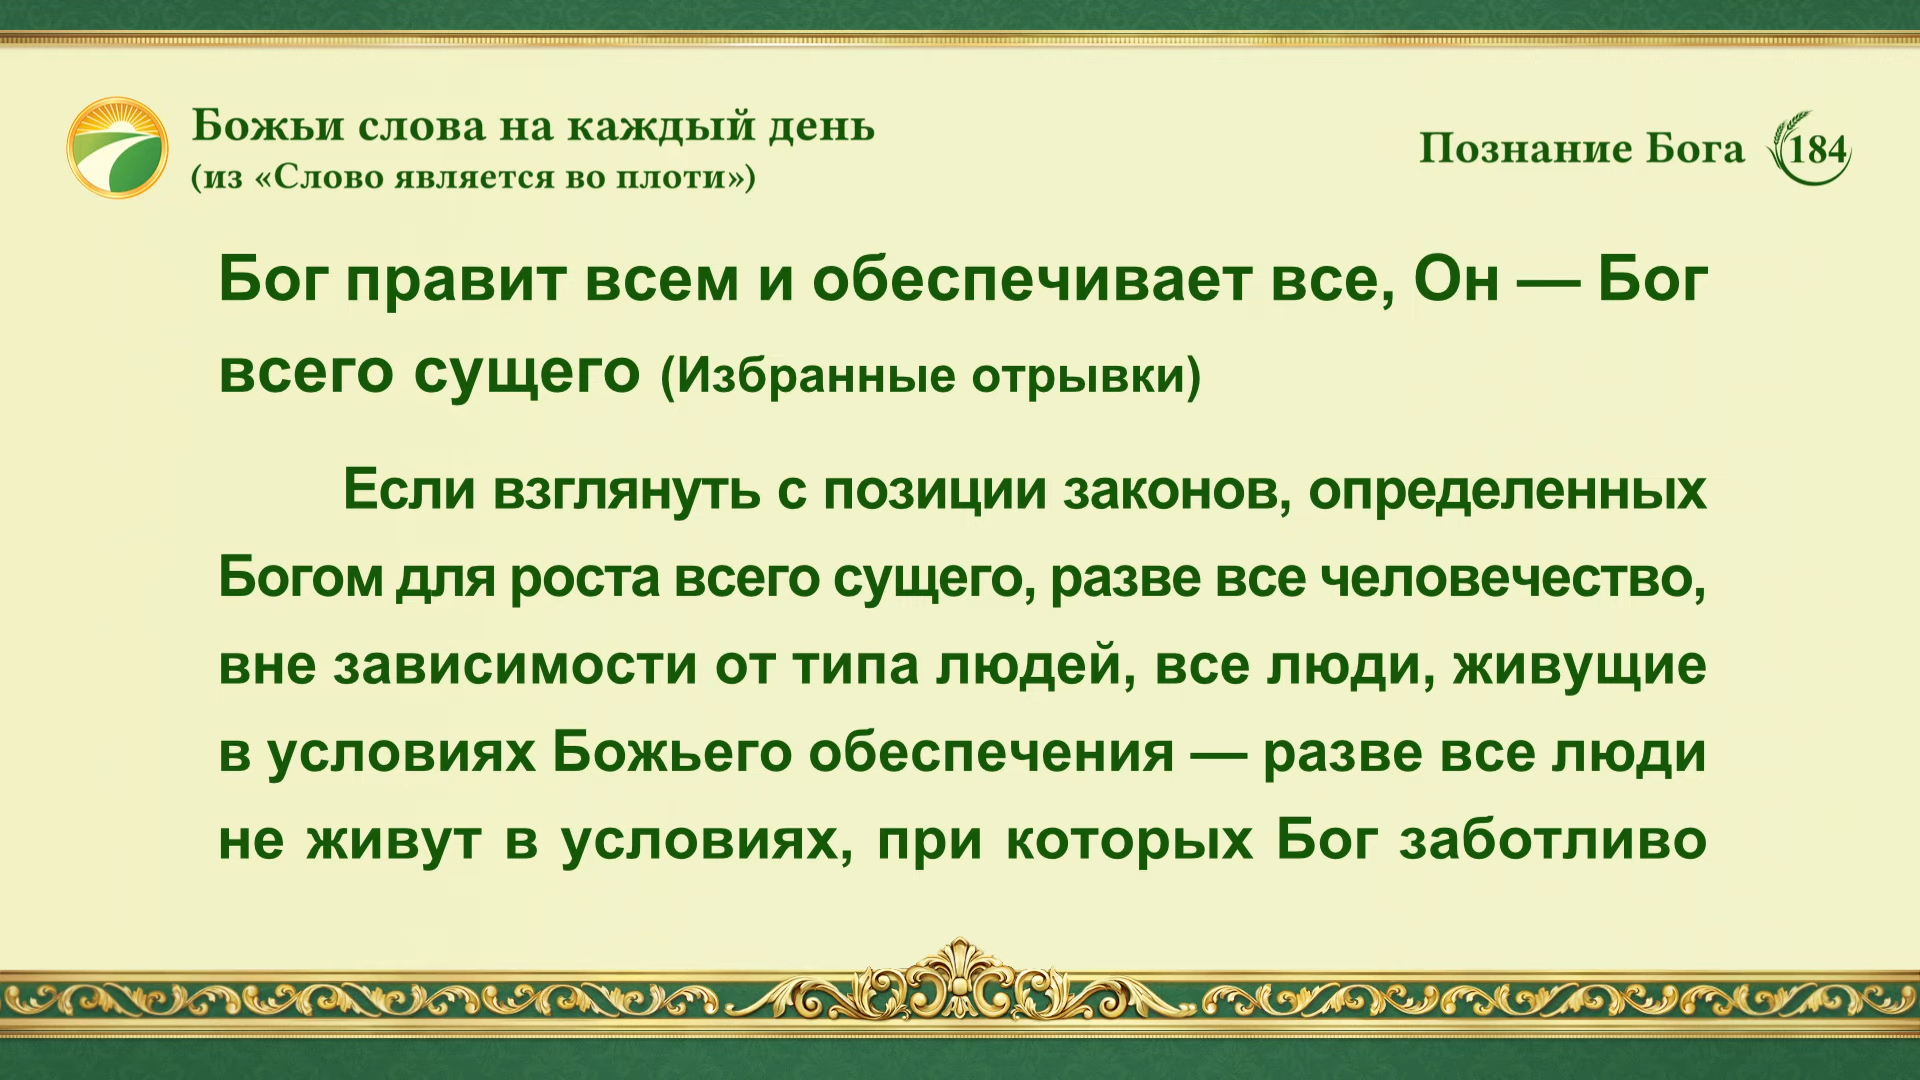 Божьи слова на каждый день
(из «Слово является во плоти»)
Познание Бога 184
Бог правит всем и обеспечивает все, Он — Бог
всего сущего (Избранные отрывки)
Если взглянуть с позиции законов, определенных
Богом для роста всего сущего, разве все человечество,
вне зависимости от типа людей, все люди, живущие
в условиях Божьего обеспечения — разве все люди
не живут в условиях, при которых Бог заботливо